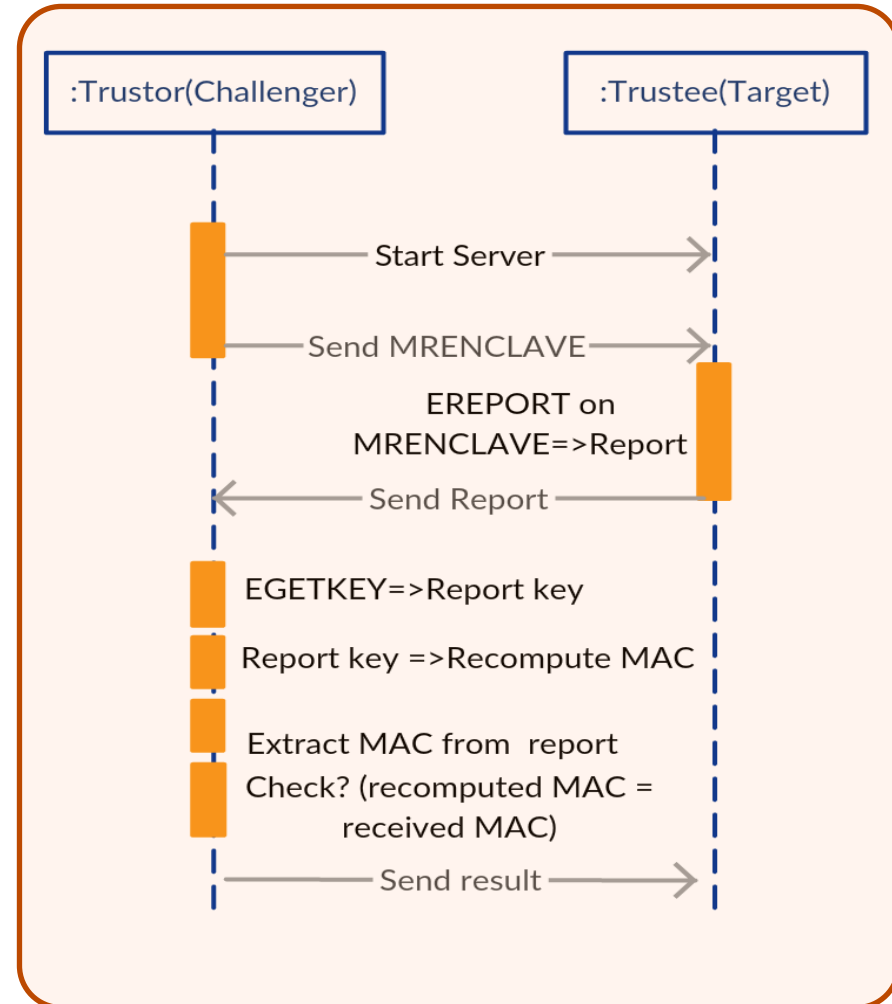 :Trustor(Challenger)
:Trustee(Target)
Start Server
Send MRENCLAVE
EREPORT on
MRENCLAVE=>Report
Send Report
EGETKEY=>Report key
Report key =>Recompute MAC
Extract MAC from report
Check? (recomputed MAC =
received MAC)
Send result